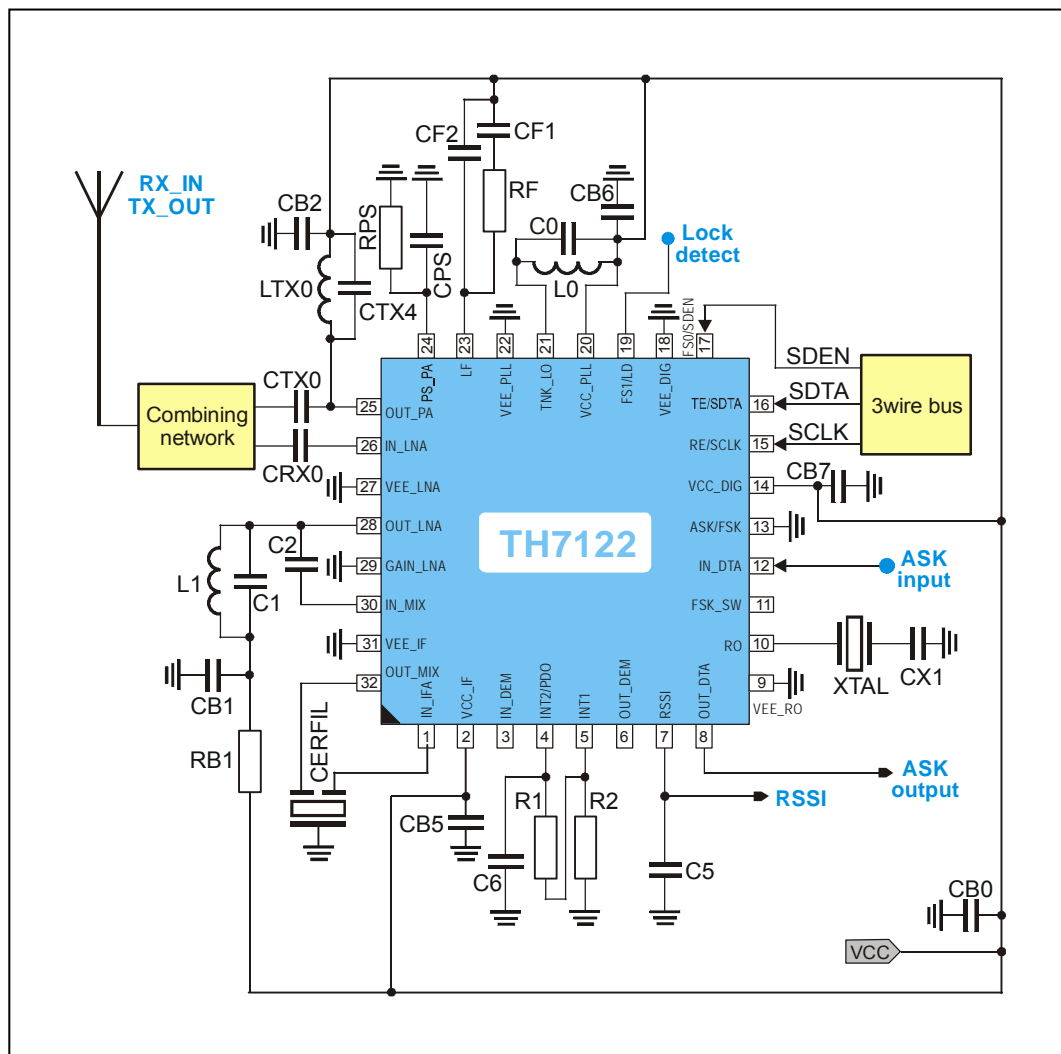 CF2
CF1
RX_IN
TX_OUT
CB2
RPS
CPS
RF
CB6
C0
L0
Lock
detect
LTX0
CTX4
24
23
22
21
20
19
18
17
PS_PA
LF
VEE_PLL
TNK_LO
VCC_PLL
FS1/LD
VEE_DIG
FS0/SDEN
SDEN
SDTA
SCLK
3wire bus
Combining
network
CTX0
CRX0
25
OUT_PA
26
IN_LNA
27
VEE_LNA
28
OUT_LNA
29
GAIN_LNA
30
IN_MIX
31
VEE_IF
32
OUT_MIX
TH7122
TE/SDTA
16
RE/SCLK
15
VCC_DIG
14
ASK/FSK
13
IN_DTA
12
FSK_SW
11
RO
10
9
VEE_RO
CB7
ASK
input
XTAL
CX1
L1
C1
C2
CB1
RB1
CERFIL
IN_IFA
VCC_IF
IN_DEM
INT2/PDO
INT1
OUT_DEM
RSSI
OUT_DTA
1
2
3
4
5
6
7
8
CB5
C6
R1
R2
C5
RSSI
ASK
output
CB0
VCC